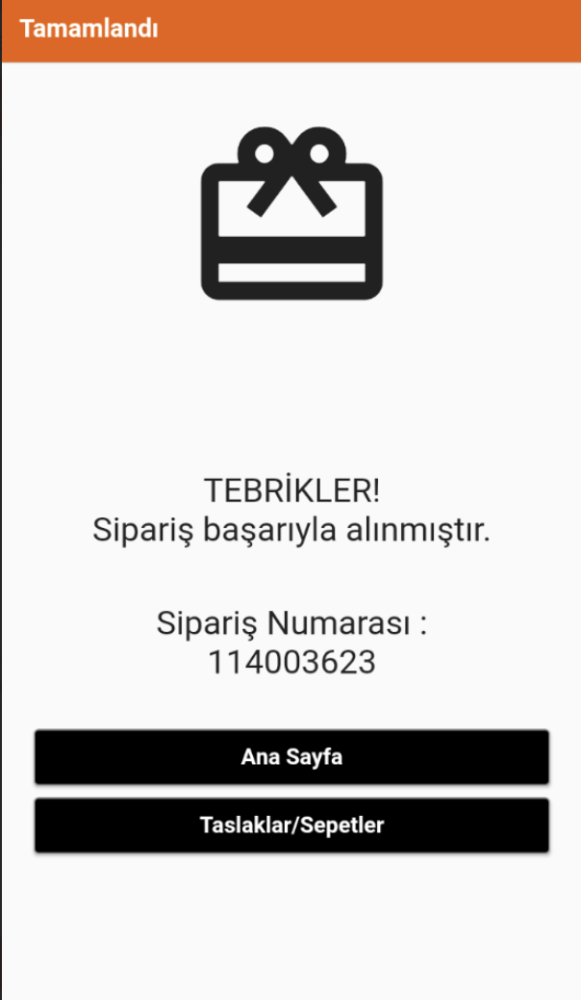 Tamamlandı
TEBRİKLER!
Sipariş başarıyla alınmıştır.
Sipariş Numarası :
114003623
Ana Sayfa
Taslaklar/Sepetler